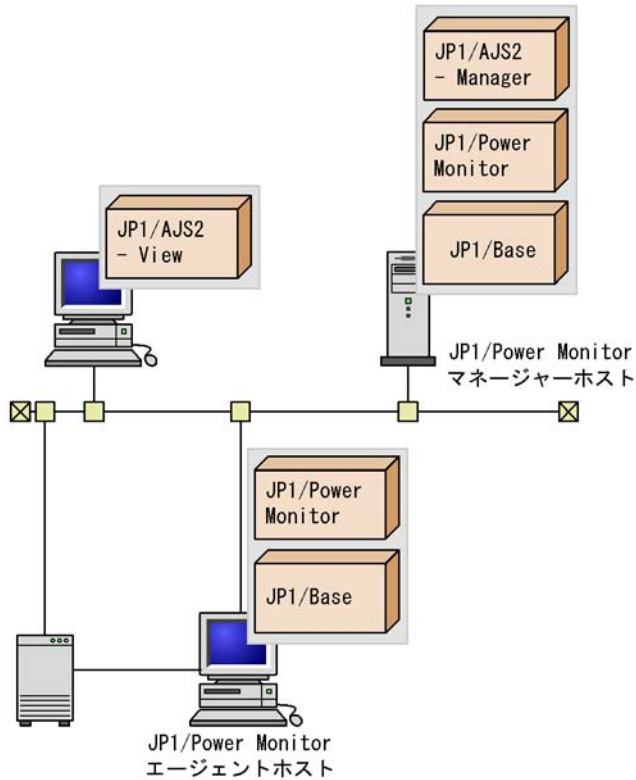 JP1/AJS2
- Manager
JP1/Power
Monitor
JP1/Base
JP1/AJS2
- View
JP1/Power Monitor
マネージャーホスト
JP1/Power
Monitor
JP1/Base
JP1/Power Monitor
エージェントホスト